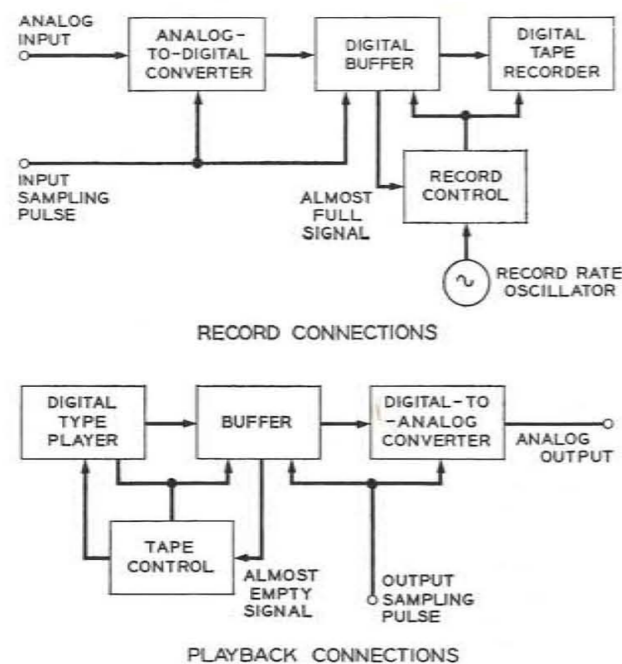 ANALOG
INPUT
ANALOG-
TO-DIGITAL
CONVERTER
DIGITAL
BUFFER
DIGITAL
TAPE
RECORDER
INPUT
SAMPLING
PULSE
ALMOST
FULL
SIGNAL
RECORD
CONTROL
RECORD RATE
OSCILLATOR
RECORD CONNECTIONS
DIGITAL
TYPE
PLAYER
BUFFER
DIGITAL-TO
-ANALOG
CONVERTER
ANALOG
OUTPUT
TAPE
CONTROL
ALMOST
EMPTY
SIGNAL
OUTPUT
SAMPLING
PULSE
PLAYBACK CONNECTIONS